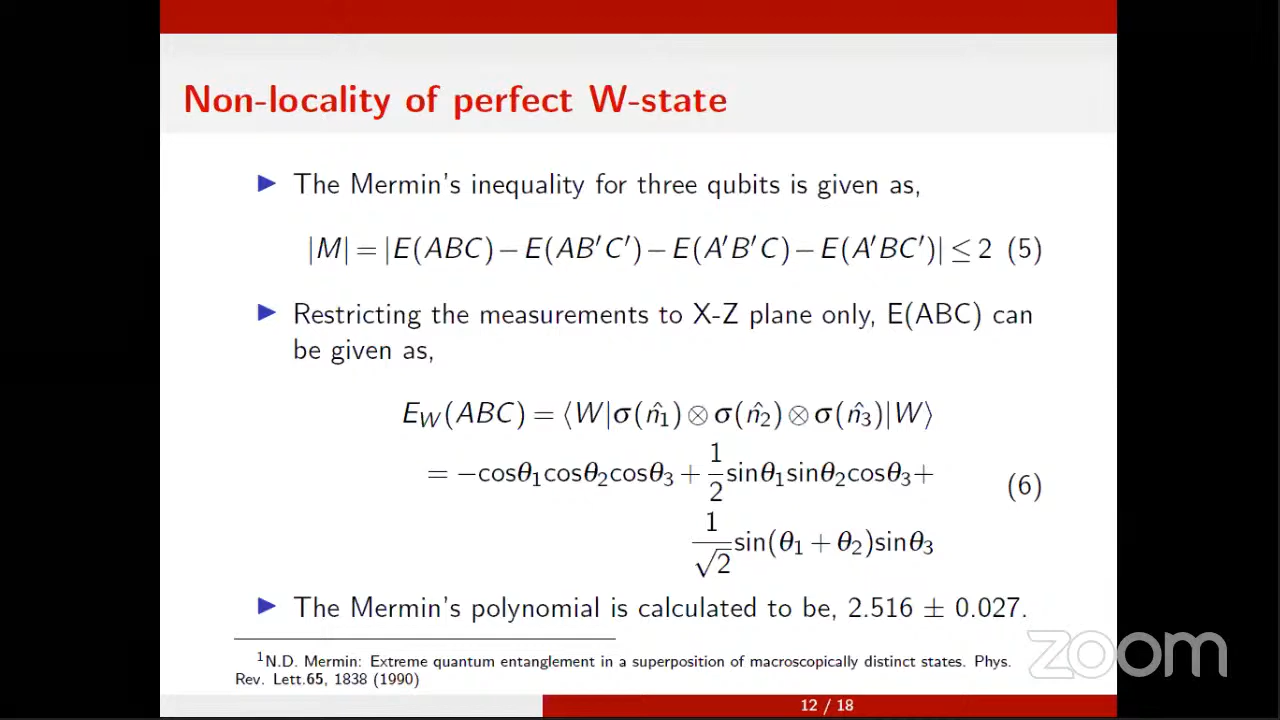 Non-locality of perfect W-state
▶ The Mermin's inequality for three qubits is given as,
|M| = |E(ABC) − E(AB′C′) − E(A′B′C) − E(A′BC′)| ≤ 2 (5)
▶ Restricting the measurements to X-Z plane only, E(ABC) can
be given as,
E_W(ABC) = ⟨W|σ(n̂₁) ⊗ σ(n̂₂) ⊗ σ(n̂₃)|W⟩
= −cosθ₁cosθ₂cosθ₃ + 1/2 sinθ₁sinθ₂cosθ₃+
(6)
1/√2 sin(θ₁ + θ₂)sinθ₃
▶ The Mermin's polynomial is calculated to be, 2.516 ± 0.027.
¹N.D. Mermin: Extreme quantum entanglement in a superposition of macroscopically distinct states. Phys.
Rev. Lett.65, 1838 (1990)
zoom
12 / 18